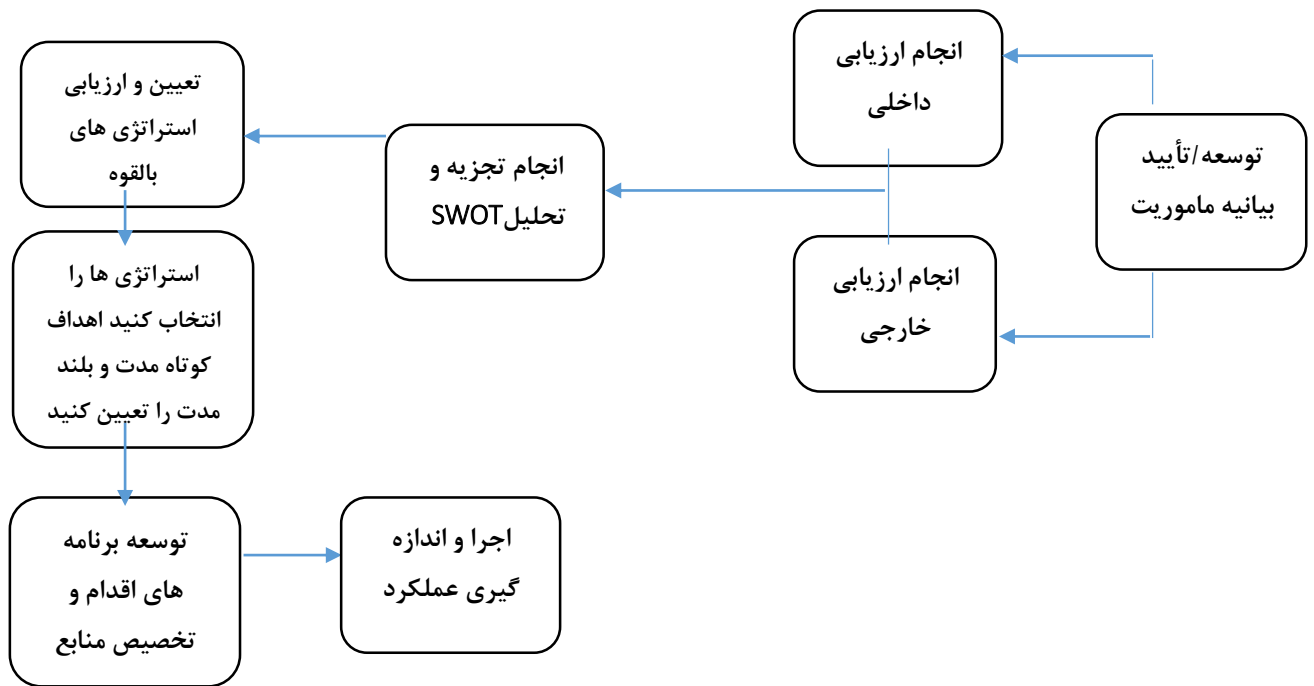 توسعه/تأیید
بیانیه ماموریت
انجام ارزیابی
داخلی
انجام ارزیابی
خارجی
انجام تجزیه و
تحلیلSWOT
تعیین و ارزیابی
استراتژی های
بالقوه
استراتژی ها را
انتخاب کنید اهداف
کوتاه مدت و بلند
مدت را تعیین کنید
توسعه برنامه
های اقدام و
تخصیص منابع
اجرا و اندازه
گیری عملکرد